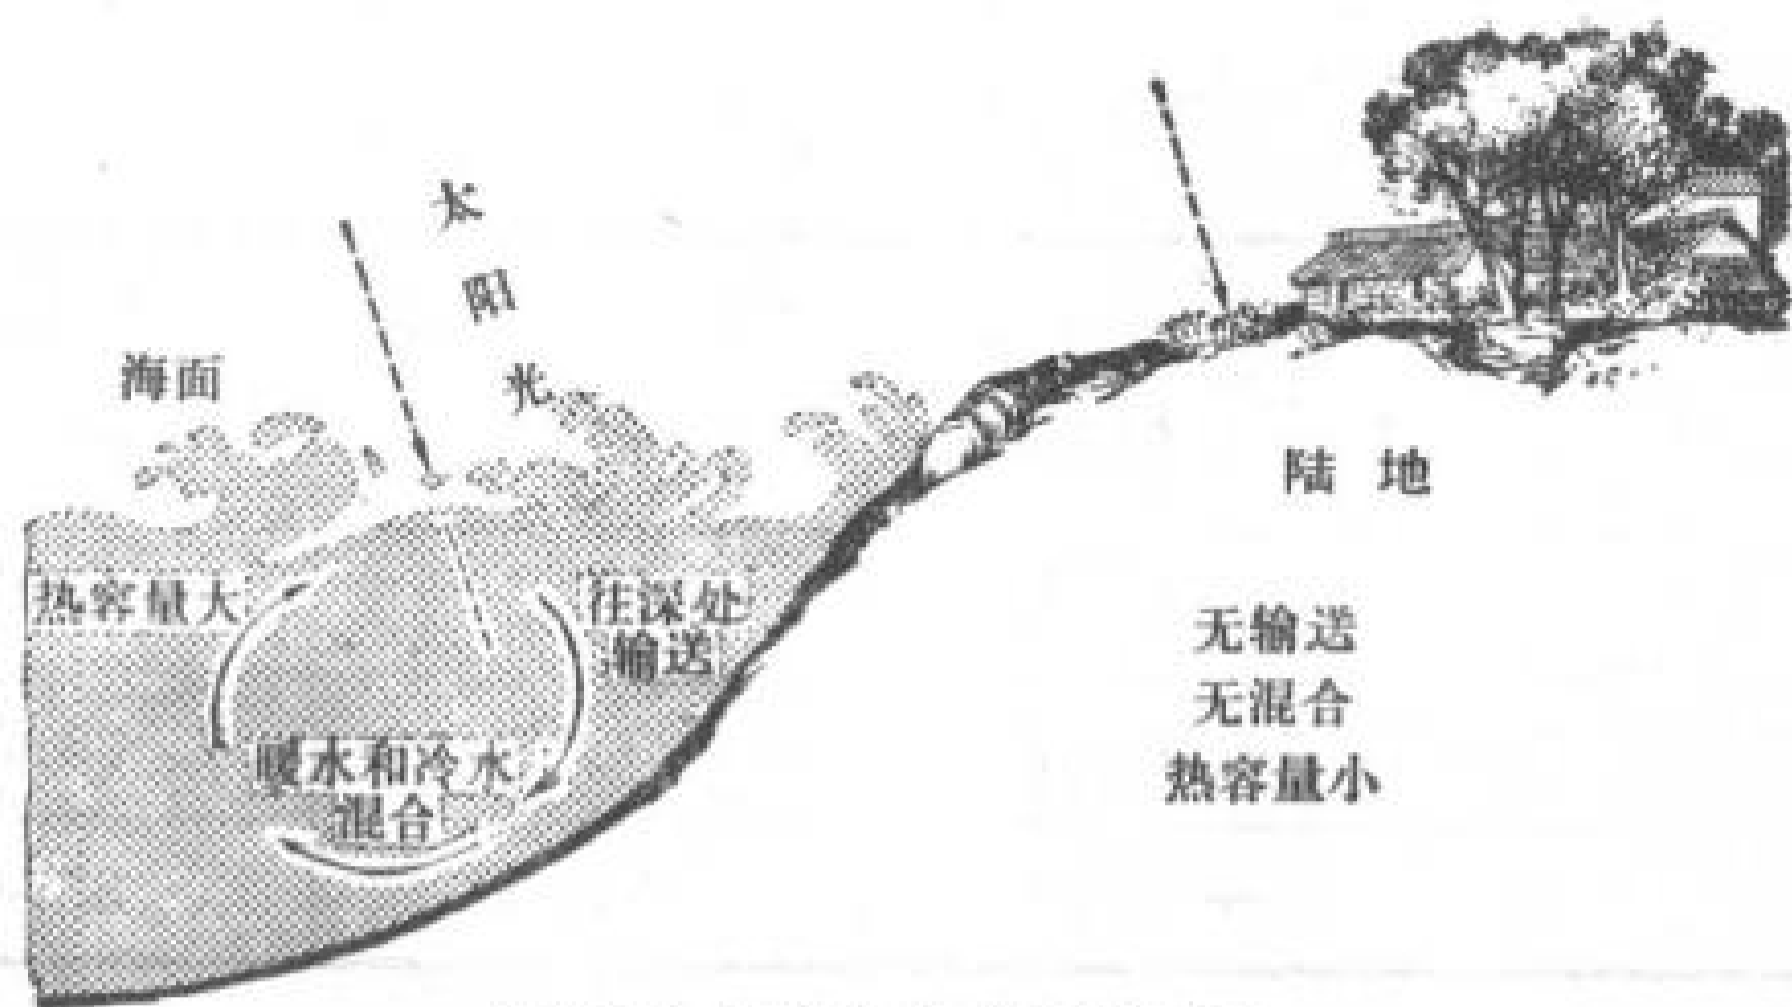 太阳光
海面
陆地
热容量大
往深处
输送
暖水和冷水
混合
无输送
无混合
热容量小